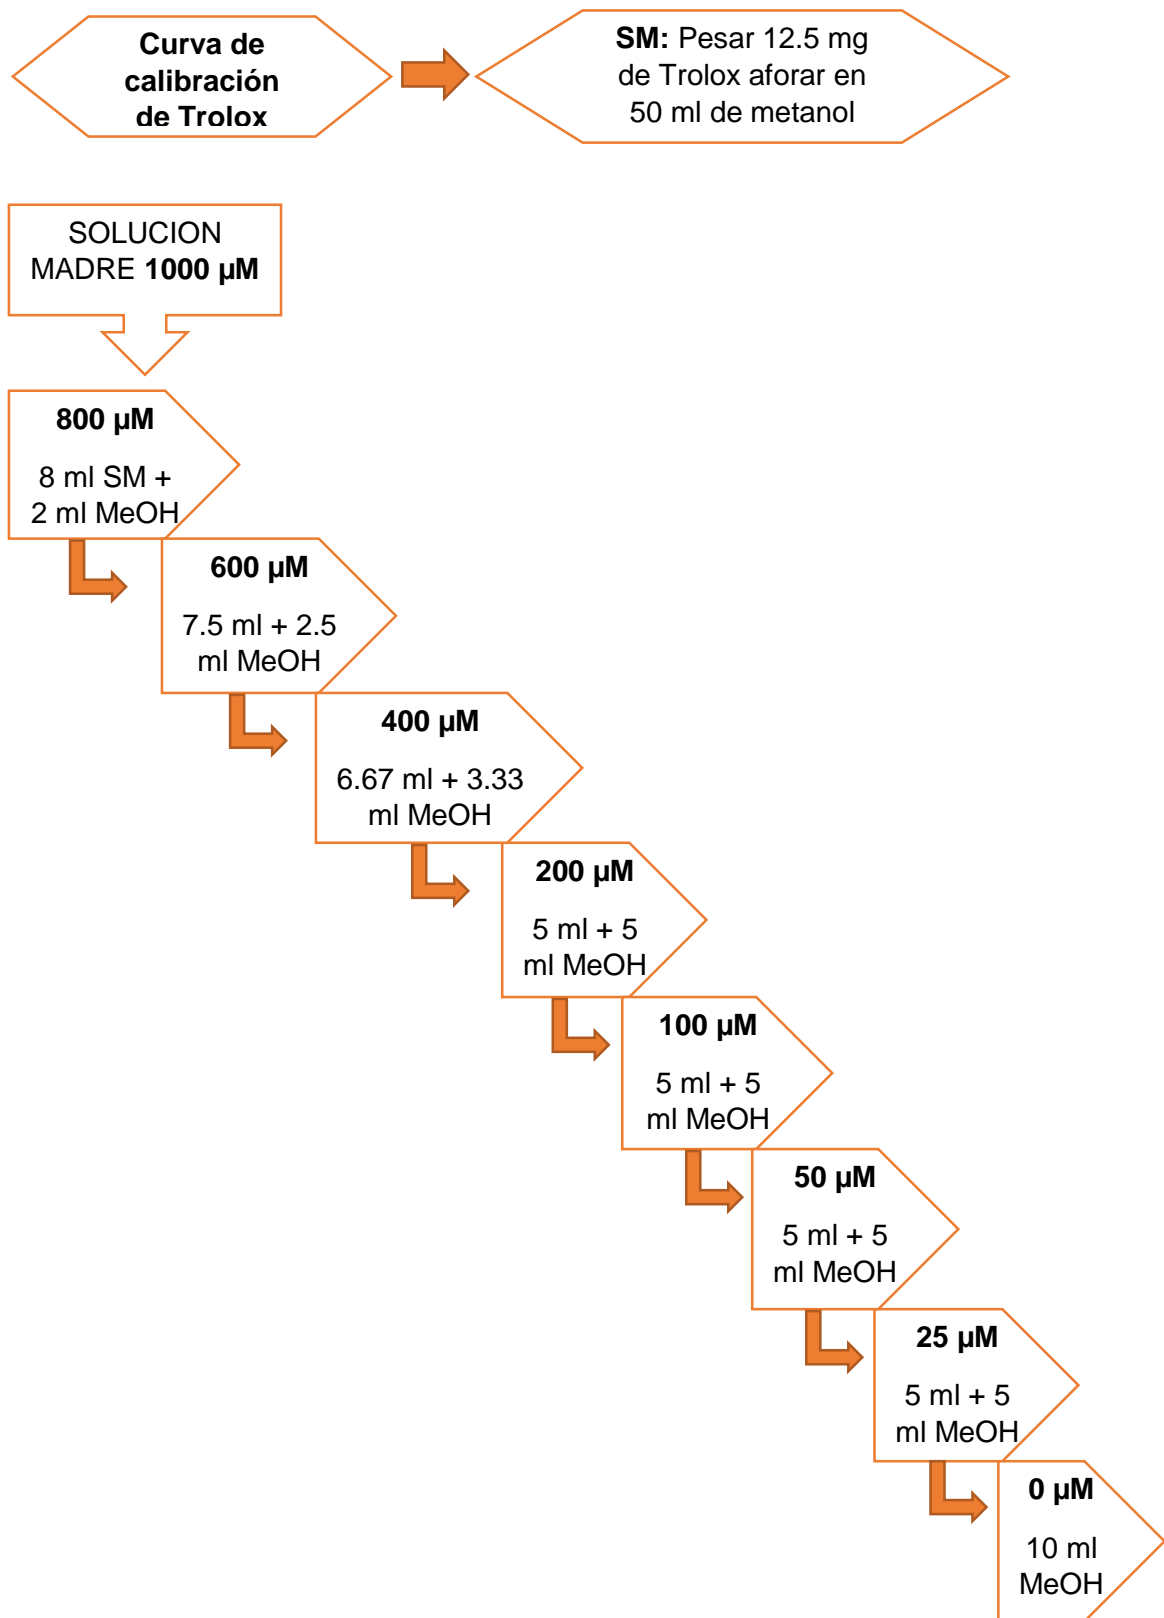 Curva de
calibración
de Trolox
SM: Pesar 12.5 mg
de Trolox aforar en
50 ml de metanol
SOLUCION
MADRE 1000 µM
800 µM
8 ml SM +
2 ml MeOH
600 µM
7.5 ml + 2.5
ml MeOH
400 µM
6.67 ml + 3.33
ml MeOH
200 µM
5 ml + 5
ml MeOH
100 µM
5 ml + 5
ml MeOH
50 µM
5 ml + 5
ml MeOH
25 µM
5 ml + 5
ml MeOH
0 µM
10 ml
MeOH